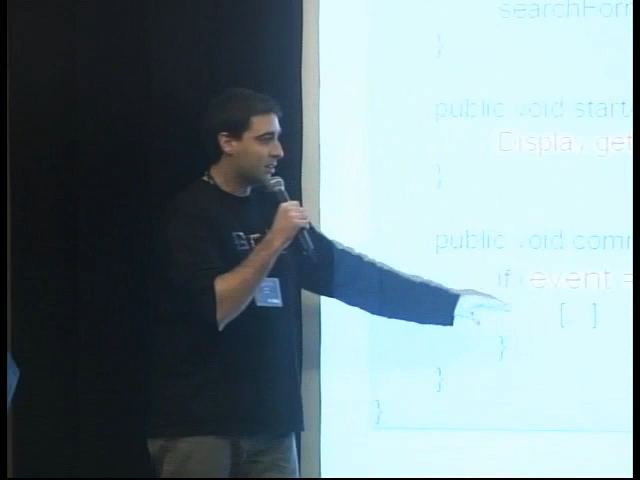 searchForm
}
public void start
Display.get
}
public void comm
if (event =
[...]
}
}
}